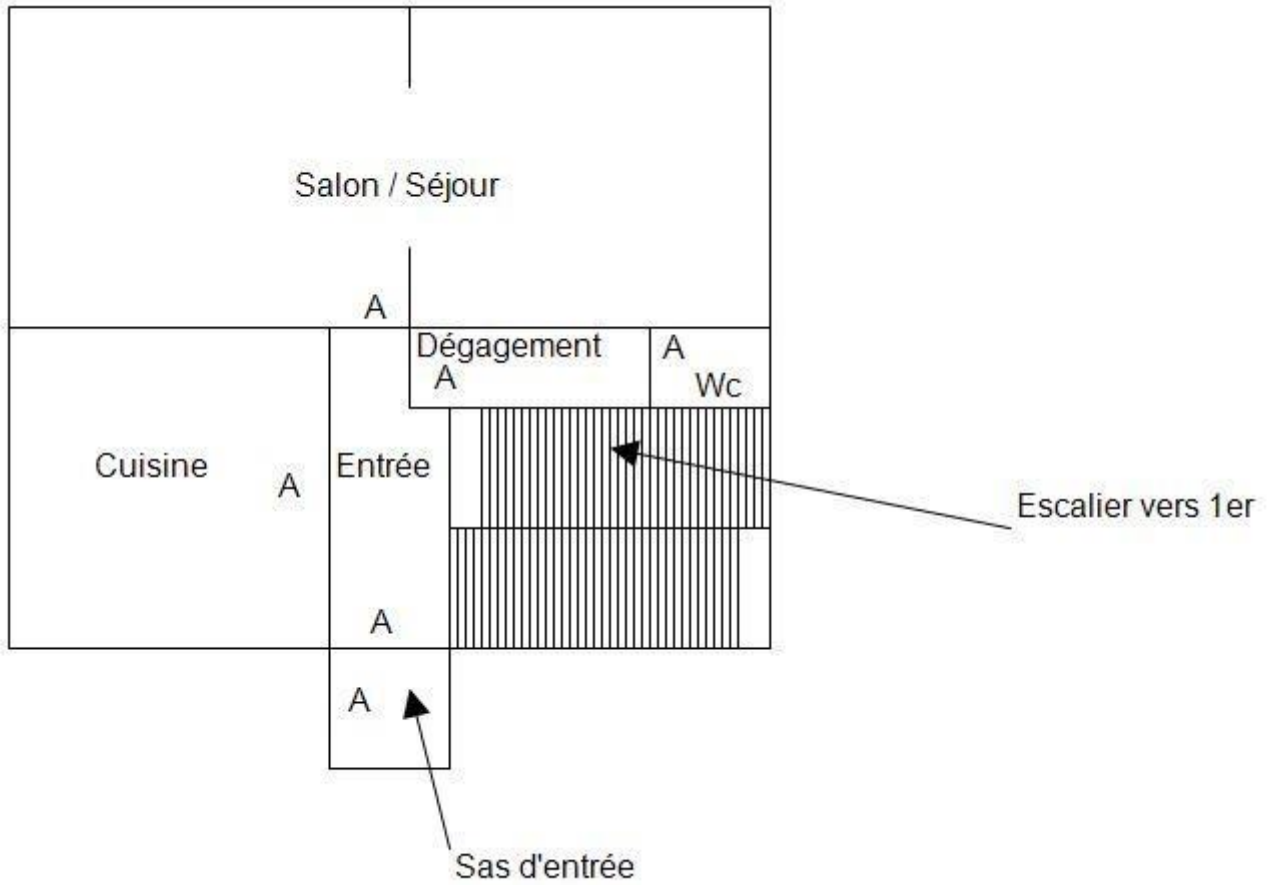 Salon / Séjour
A
Dégagement
A
A
Wc
Cuisine
A
Entrée
Escalier vers 1er
A
A
Sas d'entrée